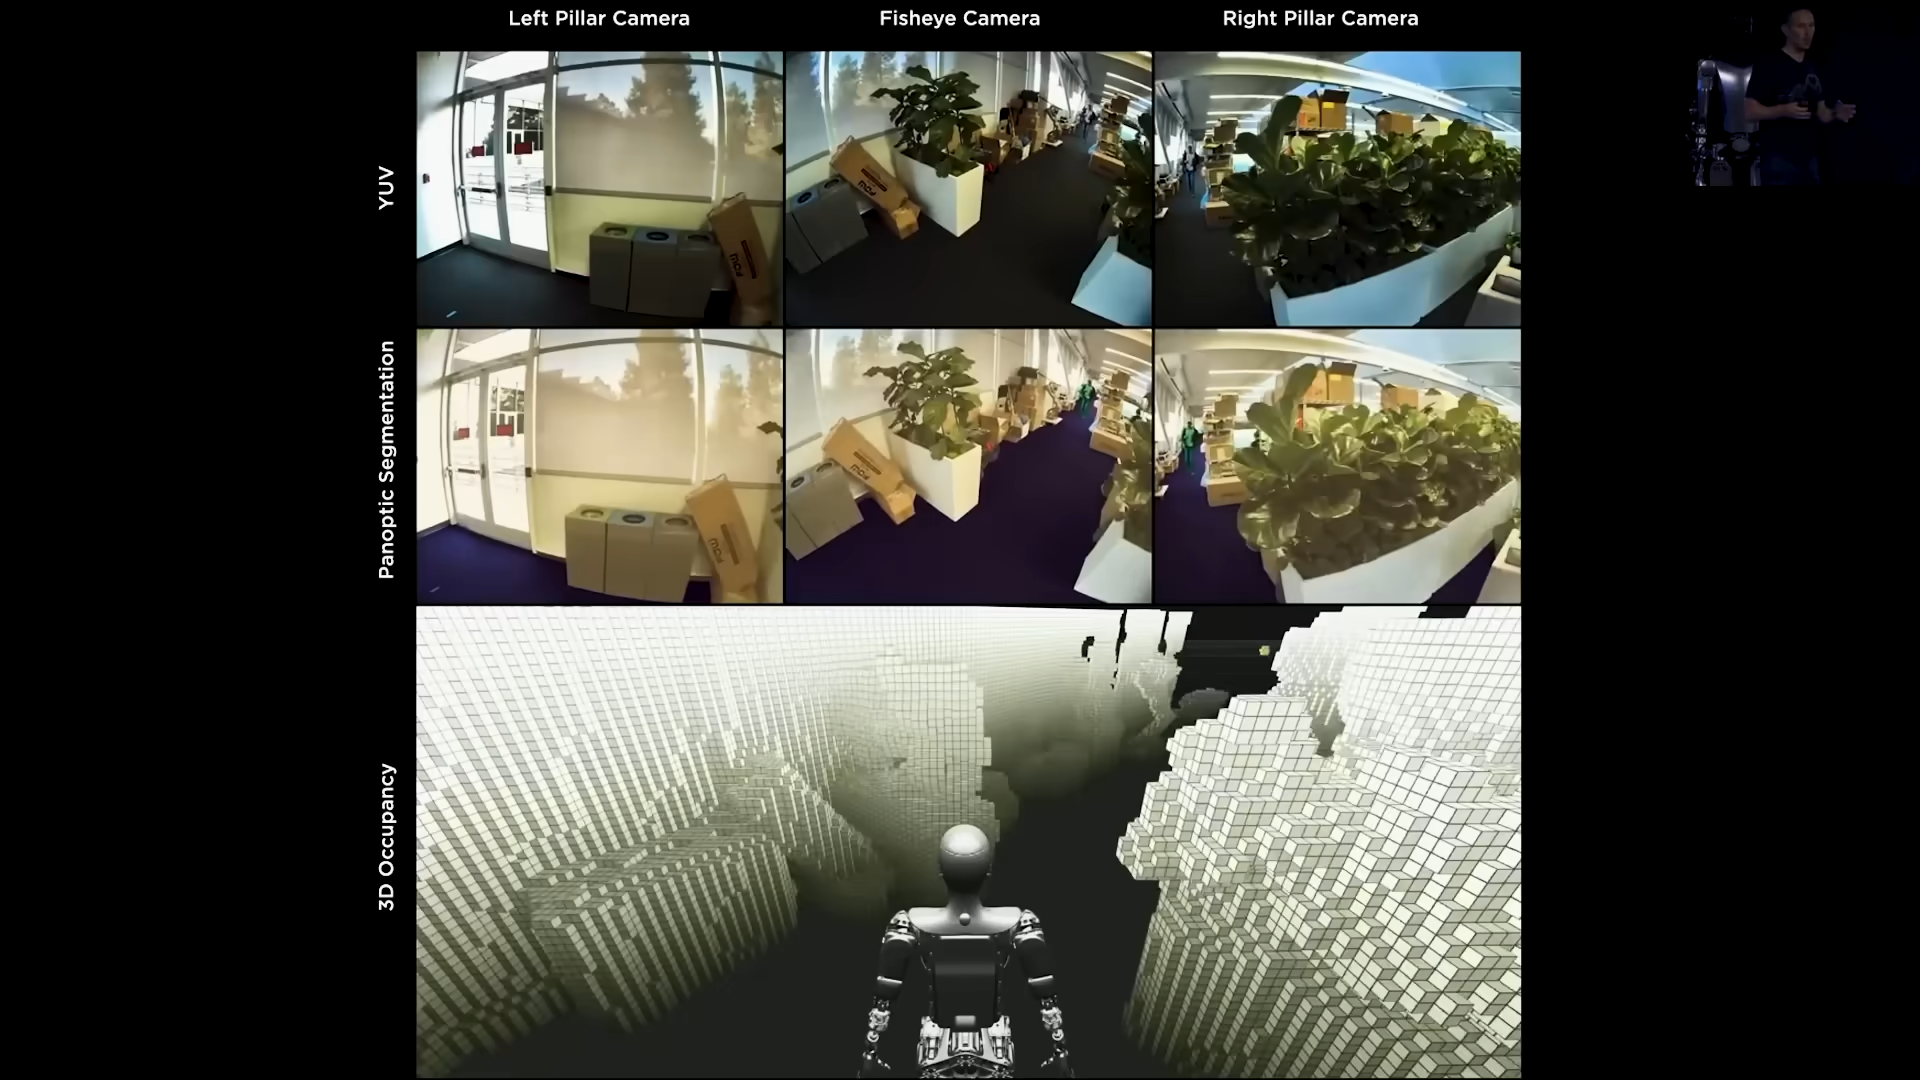 Left Pillar Camera
Fisheye Camera
Right Pillar Camera
YUV
Panoptic Segmentation
3D Occupancy